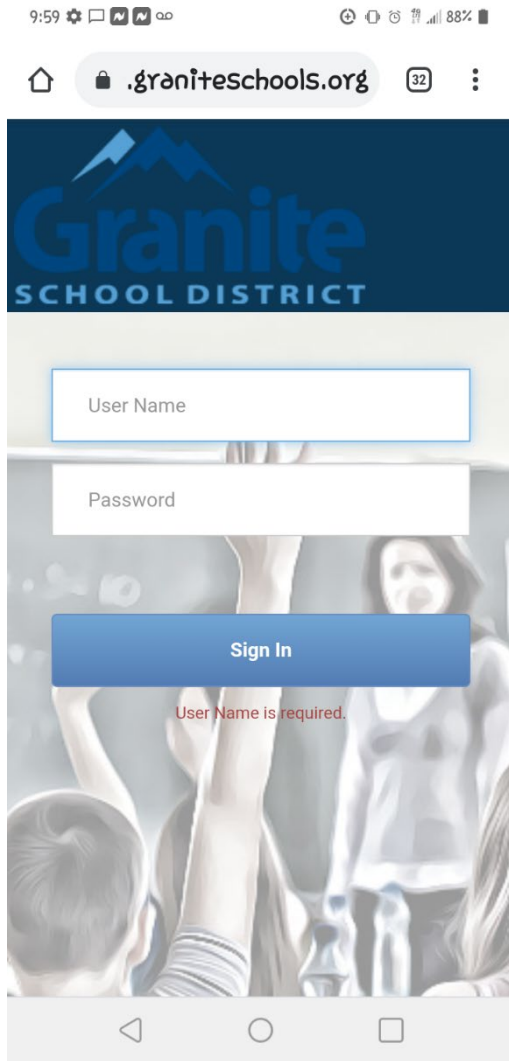 9:59 88%
.graniteschools.org 32
Granite
SCHOOL DISTRICT
User Name
Password
Sign In
User Name is required.